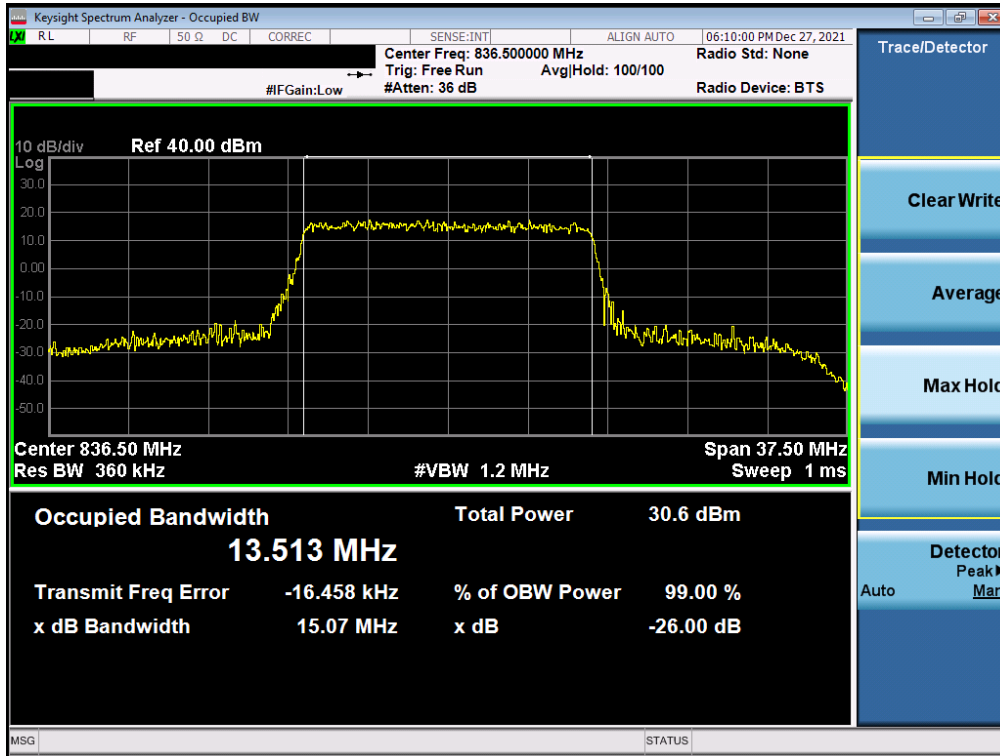 Keysight Spectrum Analyzer - Occupied BW
LXI RL RF 50 Ω DC CORREC SENSE:INT ALIGN AUTO 06:10:00 PM Dec 27, 2021
Center Freq: 836.500000 MHz Radio Std: None
Trig: Free Run Avg|Hold: 100/100
#IFGain:Low #Atten: 36 dB Radio Device: BTS
Trace/Detector
10 dB/div Ref 40.00 dBm
Log
30.0
20.0
10.0
0.00
-10.0
-20.0
-30.0
-40.0
-50.0
Center 836.50 MHz Span 37.50 MHz
Res BW 360 kHz #VBW 1.2 MHz Sweep 1 ms
Occupied Bandwidth Total Power 30.6 dBm
13.513 MHz
Transmit Freq Error -16.458 kHz % of OBW Power 99.00 %
x dB Bandwidth 15.07 MHz x dB -26.00 dB
Clear Write
Average
Max Hold
Min Hold
Detector
Peak
Auto Man
MSG STATUS